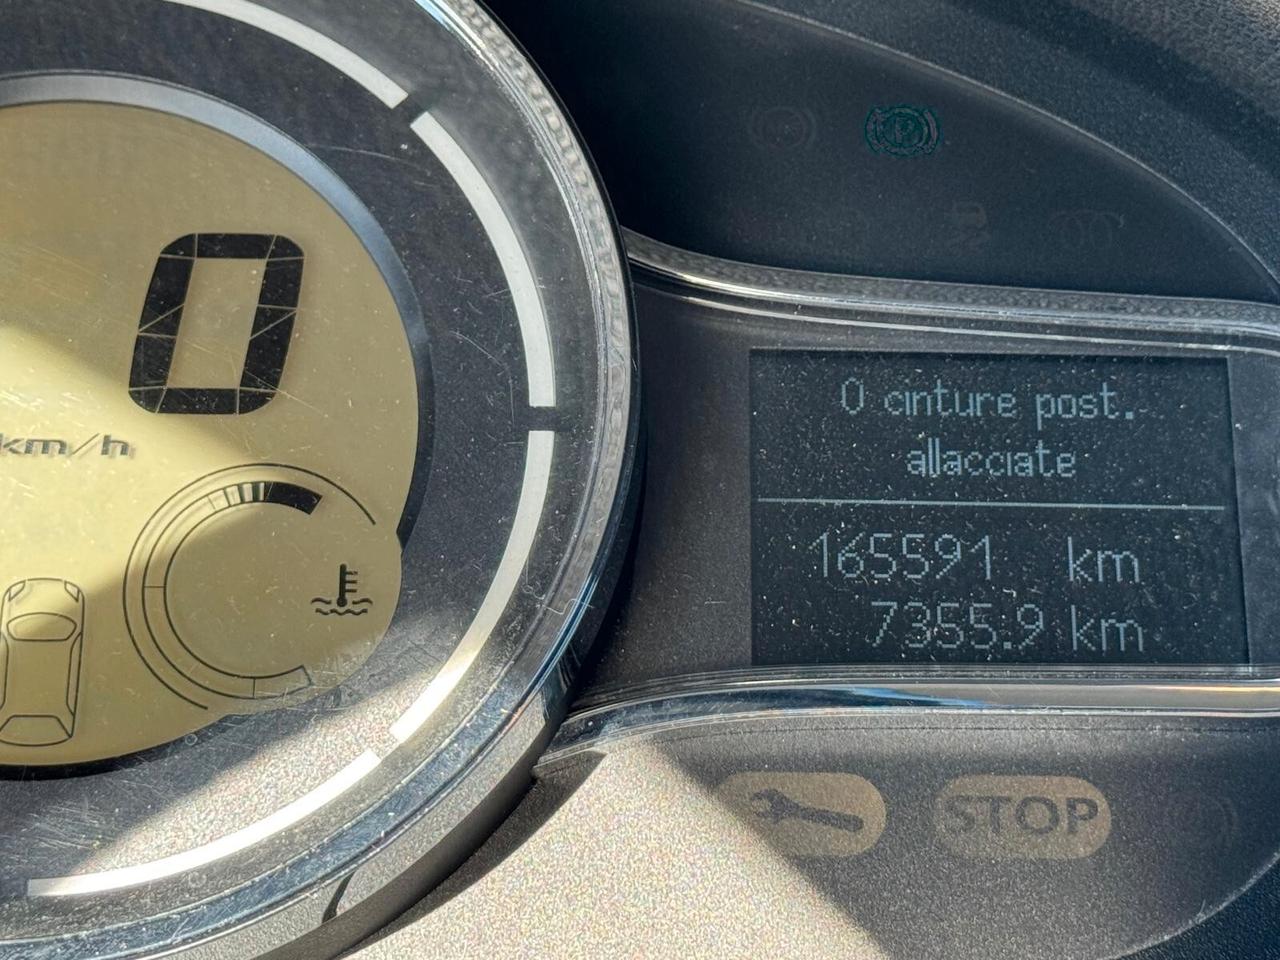 0
km/h
0 cinture post.
allacciate
165591 km
7355.9 km
STOP